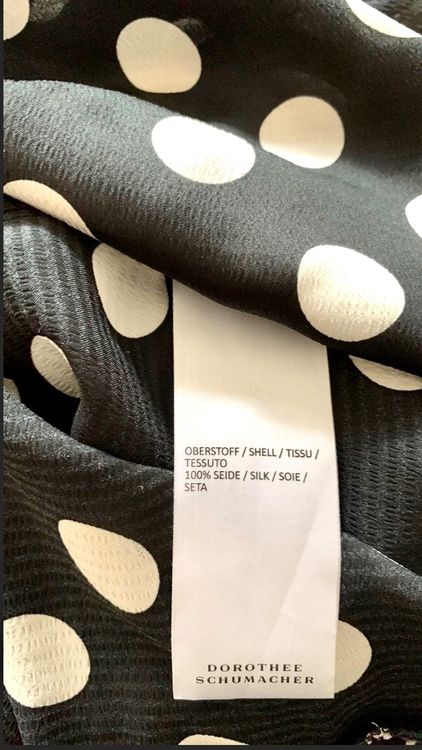 OBERSTOFF / SHELL / TISSU /
TESSUTO
100% SEIDE / SILK / SOIE /
SETA
DOROTHEE
SCHUMACHER